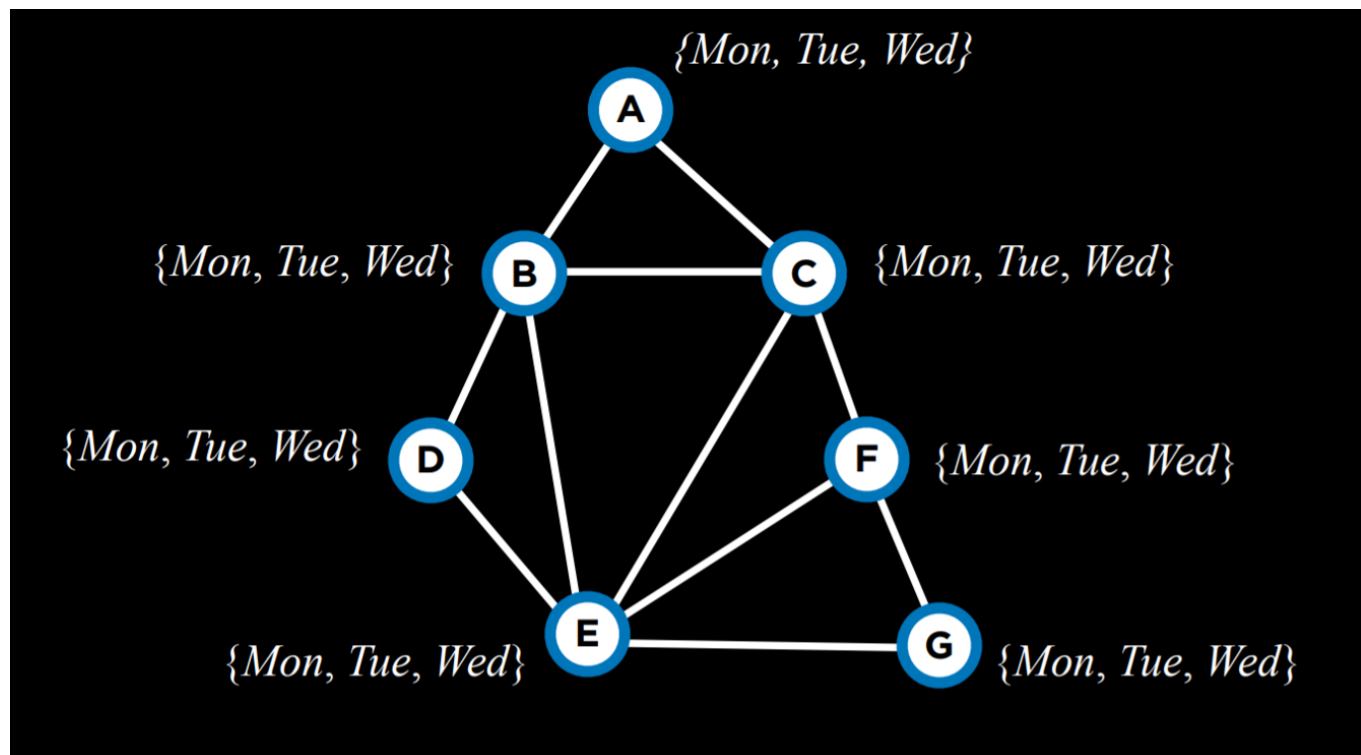 {Mon, Tue, Wed}
A
{Mon, Tue, Wed} B C {Mon, Tue, Wed}
{Mon, Tue, Wed} D F {Mon, Tue, Wed}
{Mon, Tue, Wed} E G {Mon, Tue, Wed}